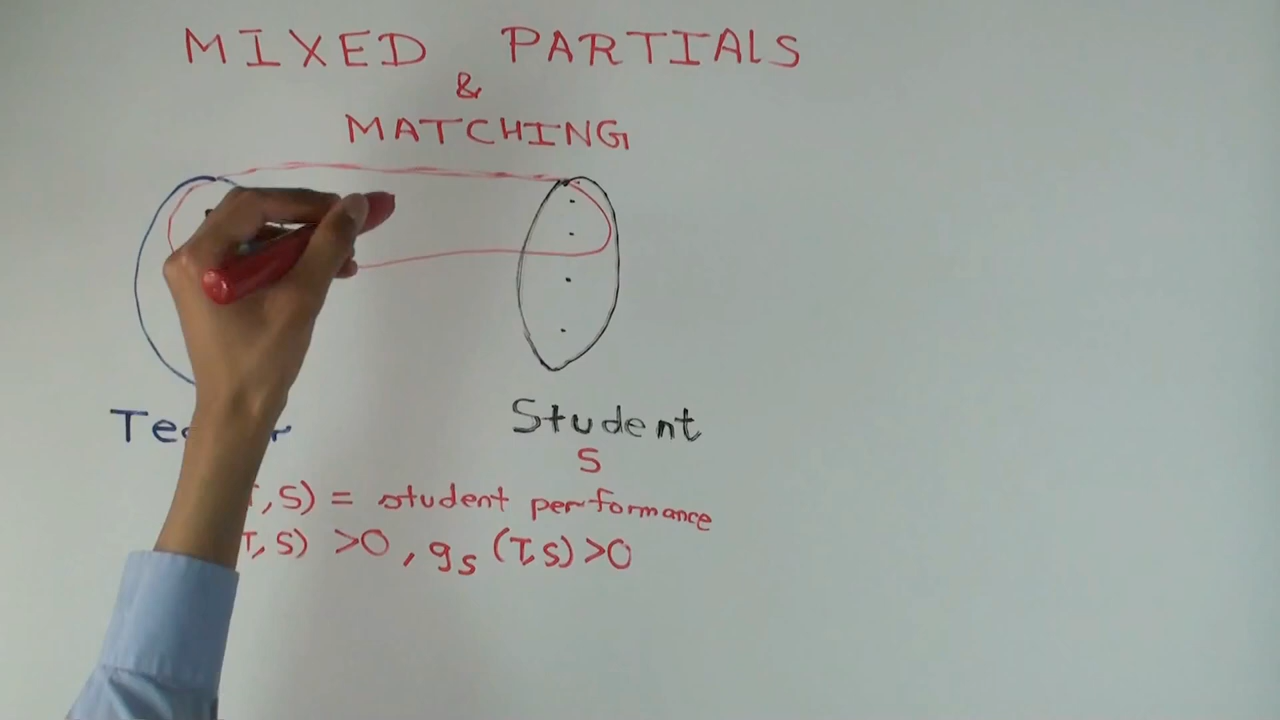 MIXED PARTIALS
&
MATCHING
Student
S
,S) = student performance
T,S) >0, gs (T,S)>0